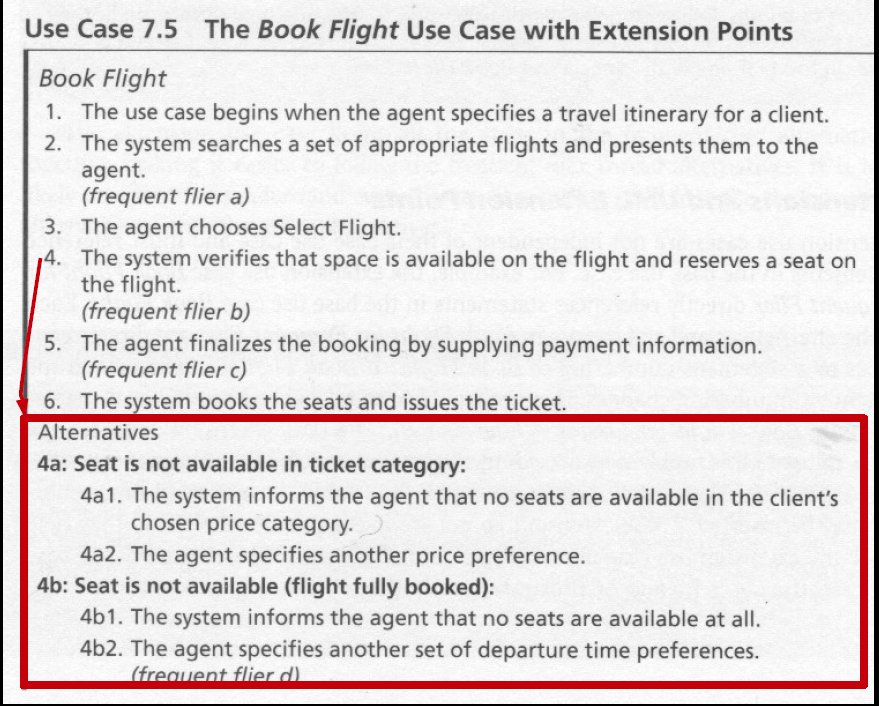 Use Case 7.5 The Book Flight Use Case with Extension Points
Book Flight
1. The use case begins when the agent specifies a travel itinerary for a client.
2. The system searches a set of appropriate flights and presents them to the
agent.
(frequent flier a)
3. The agent chooses Select Flight.
4. The system verifies that space is available on the flight and reserves a seat on
the flight.
(frequent flier b)
5. The agent finalizes the booking by supplying payment information.
(frequent flier c)
6. The system books the seats and issues the ticket.
Alternatives
4a: Seat is not available in ticket category:
4a1. The system informs the agent that no seats are available in the client’s
chosen price category.
4a2. The agent specifies another price preference.
4b: Seat is not available (flight fully booked):
4b1. The system informs the agent that no seats are available at all.
4b2. The agent specifies another set of departure time preferences.
(frequent flier d)